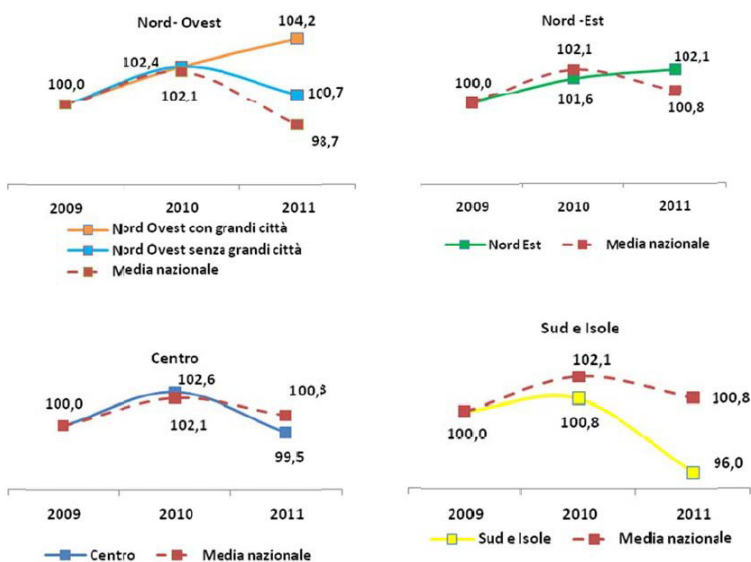 Nord- Ovest
104,2
102,4
100,0
102,1
100,7
98,7
2009 2010 2011
Nord Ovest con grandi città
Nord Ovest senza grandi città
Media nazionale
Nord -Est
102,1
102,1
100,0
101,6
100,8
2009 2010 2011
Nord Est Media nazionale
Centro
102,6
100,8
100,0
102,1
99,5
2009 2010 2011
Centro Media nazionale
Sud e Isole
102,1
100,8
100,0
100,8
96,0
2009 2010 2011
Sud e Isole Media nazionale